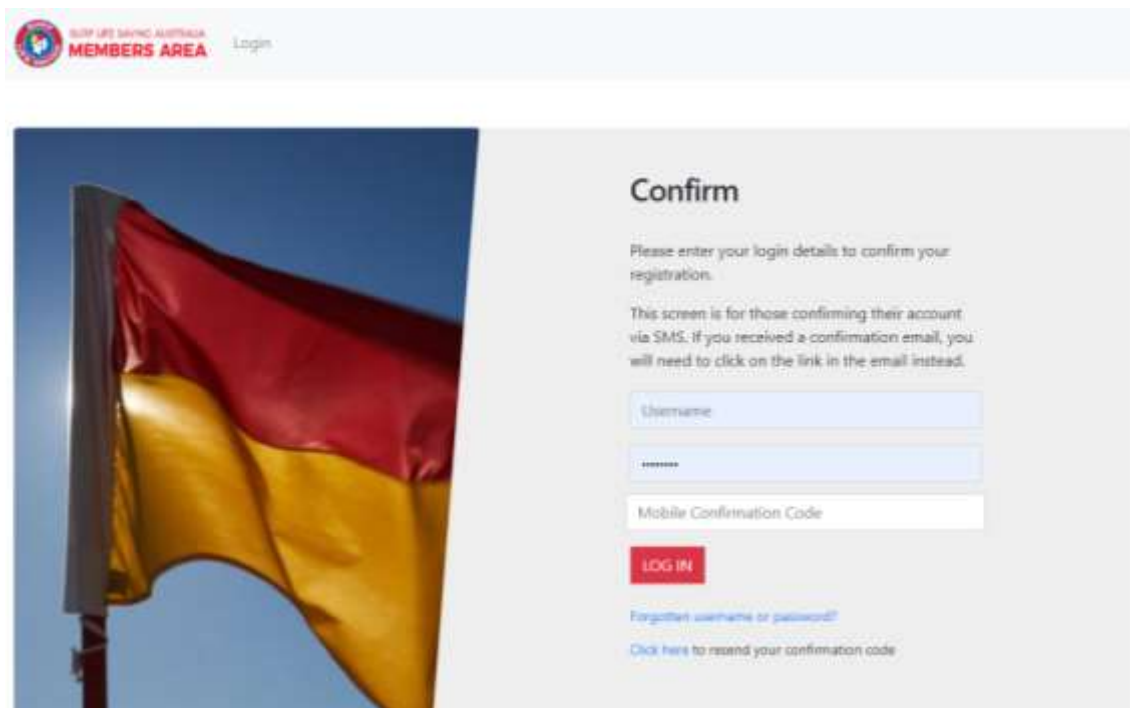 SURF LIFE SAVING AUSTRALIA
MEMBERS AREA
Login
Confirm
Please enter your login details to confirm your
registration.
This screen is for those confirming their account
via SMS. If you received a confirmation email, you
will need to click on the link in the email instead.
Username
••••••••
Mobile Confirmation Code
LOG IN
Forgotten username or password?
Click here to resend your confirmation code